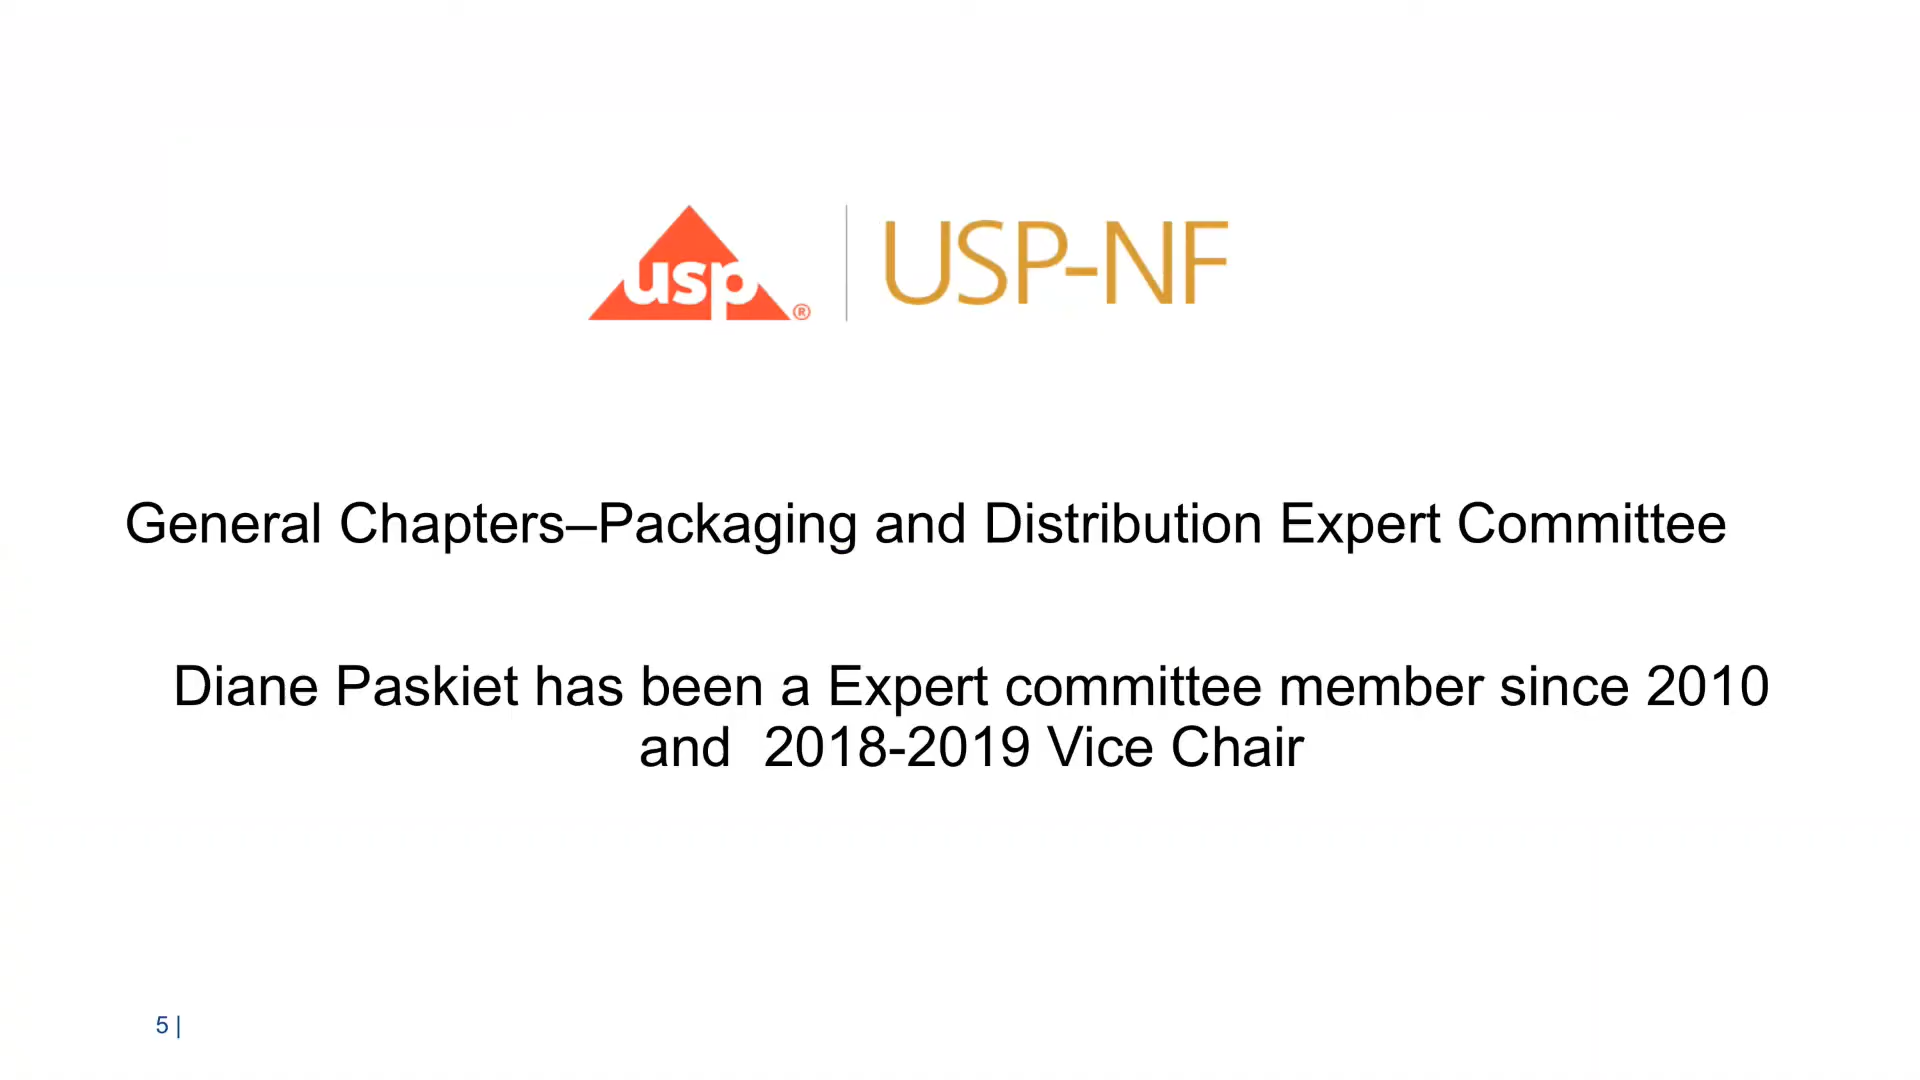 usp® USP-NF
General Chapters–Packaging and Distribution Expert Committee
Diane Paskiet has been a Expert committee member since 2010
and  2018-2019 Vice Chair
5 |